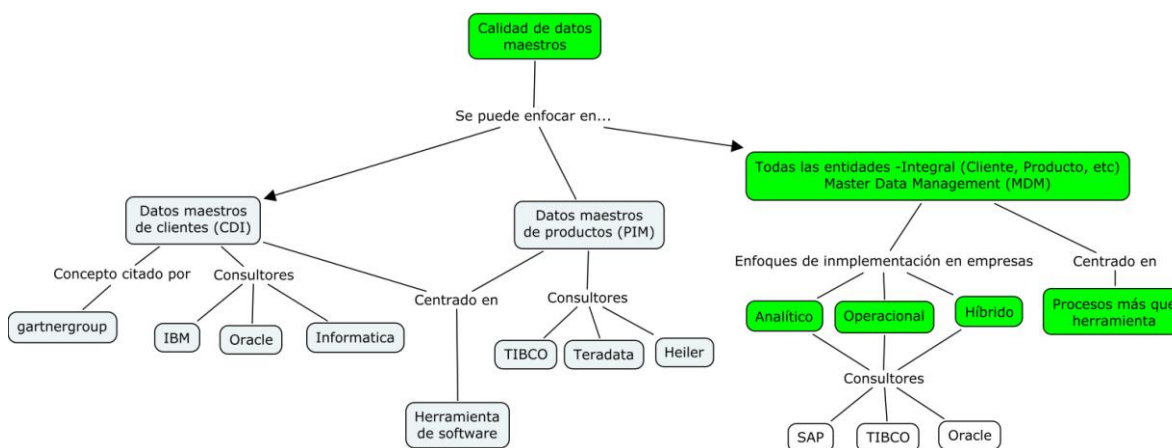 Calidad de datos
maestros
Se puede enfocar en...
Todas las entidades -Integral (Cliente, Producto, etc)
Master Data Management (MDM)
Datos maestros
de clientes (CDI)
Datos maestros
de productos (PIM)
Concepto citado por
Consultores
Centrado en
Consultores
Enfoques de inmplementación en empresas
Centrado en
gartnergroup
IBM
Oracle
Informatica
TIBCO
Teradata
Heiler
Analítico
Operacional
Híbrido
Procesos más que
herramienta
Herramienta
de software
Consultores
SAP
TIBCO
Oracle